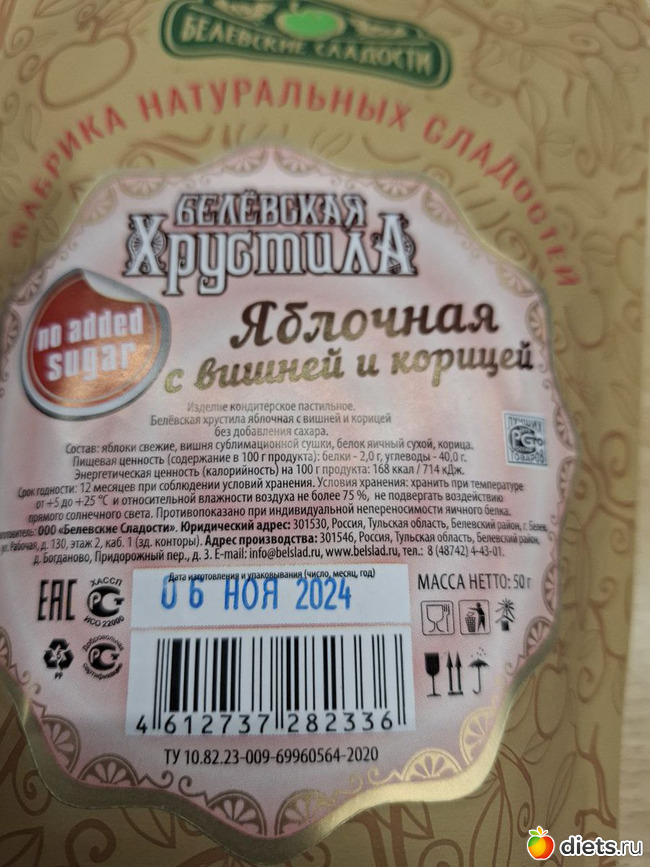 БЕЛЕВСКИЕ СЛАДОСТИ
ФАБРИКА НАТУРАЛЬНЫХ СЛАДОСТЕЙ
БЕЛЁВСКАЯ
ХРУСТИЛА
no added
sugar
Яблочная
с вишней и корицей
Изделие кондитерское пастильное.
Белёвская хрустила яблочная с вишней и корицей
без добавления сахара.
Состав: яблоки свежие, вишня сублимационной сушки, белок яичный сухой, корица.
Пищевая ценность (содержание в 100 г продукта): белки - 2,0 г, углеводы - 40,0 г.
Энергетическая ценность (калорийность) на 100 г продукта: 168 ккал / 714 кДж.
Срок годности: 12 месяцев при соблюдении условий хранения. Условия хранения: хранить при температуре
от +5 до +25 °C и относительной влажности воздуха не более 75 %, не подвергать воздействию
прямого солнечного света. Противопоказано при индивидуальной непереносимости яичного белка.
ООО «Белевские Сладости». Юридический адрес: 301530, Россия, Тульская область, Белевский район, г. Белев,
ул. Рабочая, д. 130, этаж 2, каб. 1 (зд. конторы). Адрес производства: 301546, Россия, Тульская область, Белевский район,
д. Богданово, Придорожный пер., д. 3. E-mail: info@belslad.ru, www.belslad.ru, тел.: 8 (48742) 4-43-01.
ЛУЧШИХ
ТОВАРОВ
Дата изготовления и упаковывания (число, месяц, год)
06 НОЯ 2024
МАССА НЕТТО: 50 г
ЕАС
ХАССП
ИСО 22000
PP
Добровольная
сертификация
4 612737 282336
ТУ 10.82.23-009-69960564-2020
diets.ru